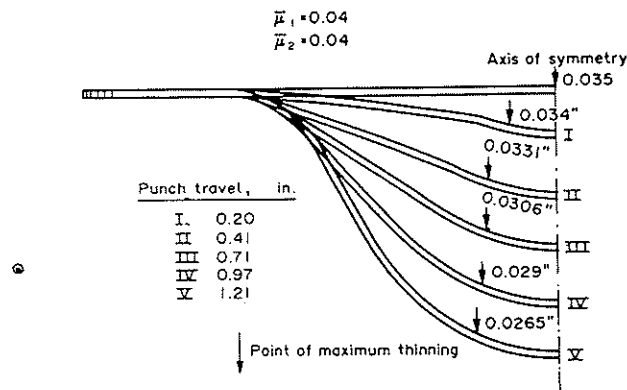 μ̄₁ = 0.04
μ̄₂ = 0.04
Axis of symmetry
0.035
0.034"
I
0.0331"
II
0.0306"
III
0.029"
IV
0.0265"
V
Punch travel, in.
I. 0.20
II 0.41
III 0.71
IV 0.97
V 1.21
Point of maximum thinning